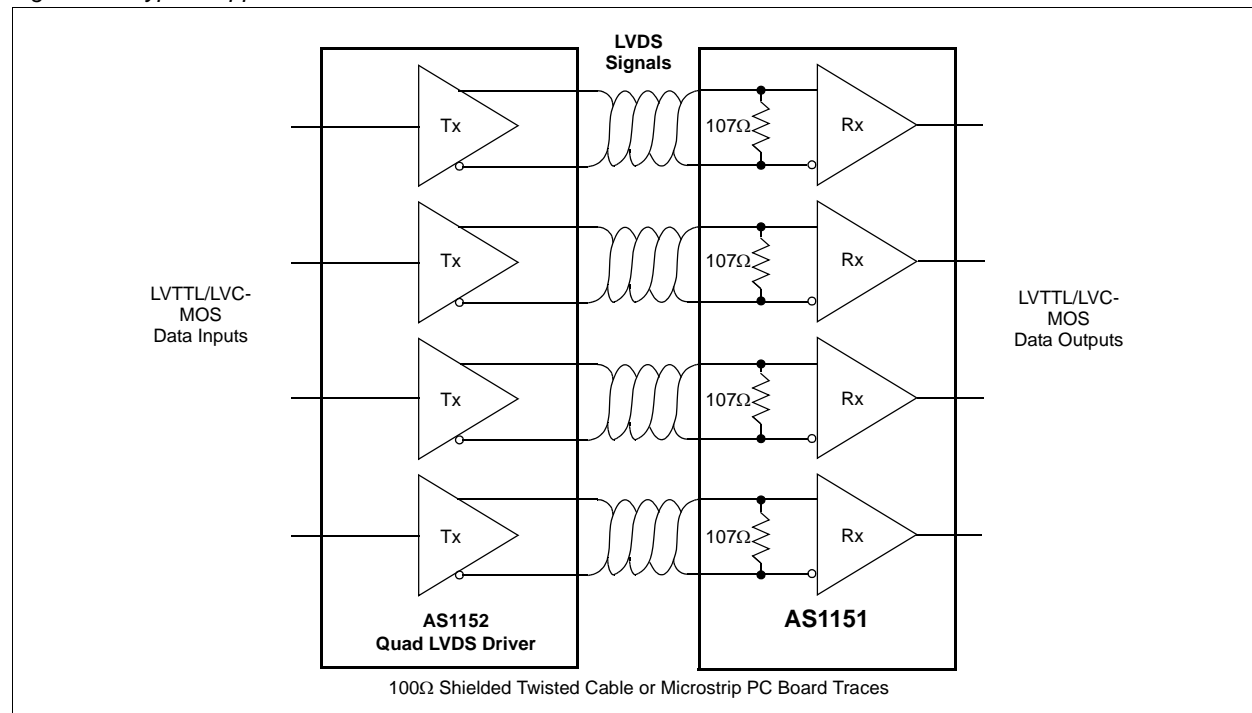 LVDS
Signals
Tx
107Ω
Rx
Tx
107Ω
Rx
LVTTL/LVC-
MOS
Data Inputs
LVTTL/LVC-
MOS
Data Outputs
Tx
107Ω
Rx
Tx
107Ω
Rx
AS1152
Quad LVDS Driver
AS1151
100Ω Shielded Twisted Cable or Microstrip PC Board Traces